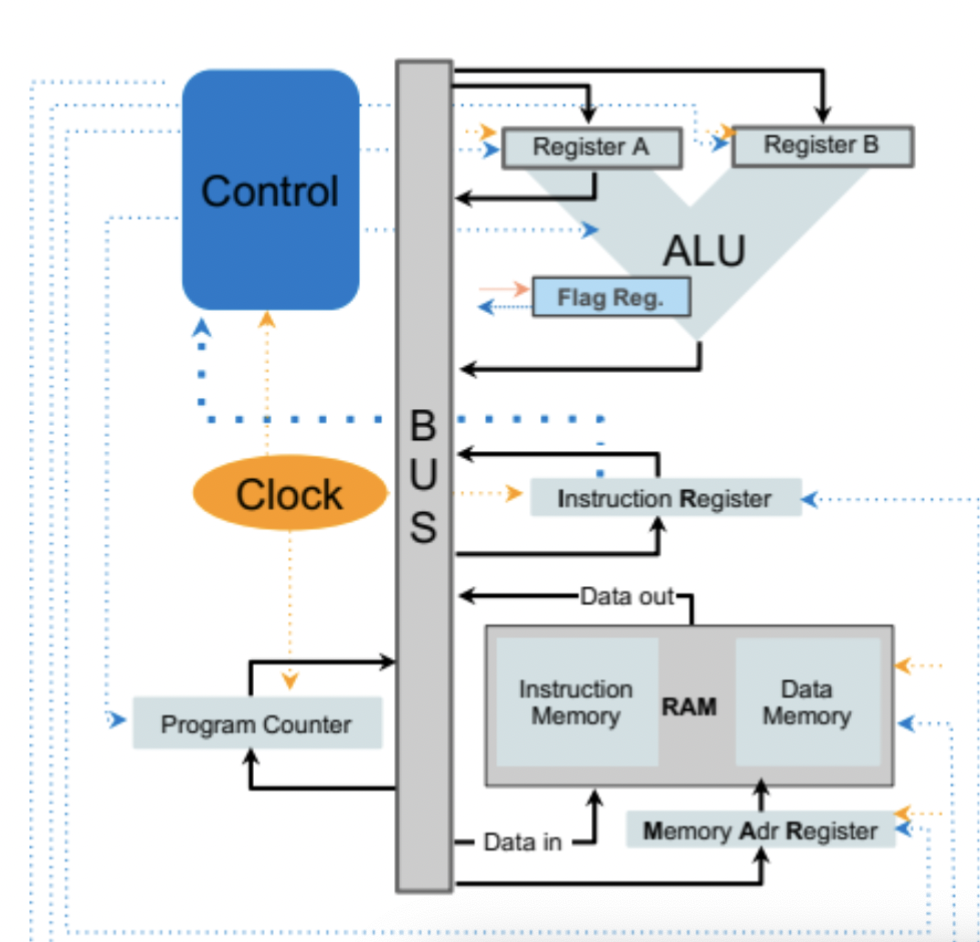 Control
Register A
Register B
ALU
Flag Reg.
B
U
S
Clock
Instruction Register
Data out
Instruction
Memory
RAM
Data
Memory
Program Counter
Data in
Memory Adr Register